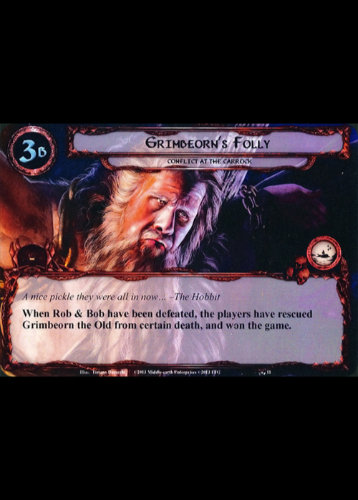 3B
GRIMBEORN'S FOLLY
CONFLICT AT THE CARROCK
A nice pickle they were all in now... –The Hobbit
When Rob & Bob have been defeated, the players have rescued
Grimbeorn the Old from certain death, and won the game.
Illus.